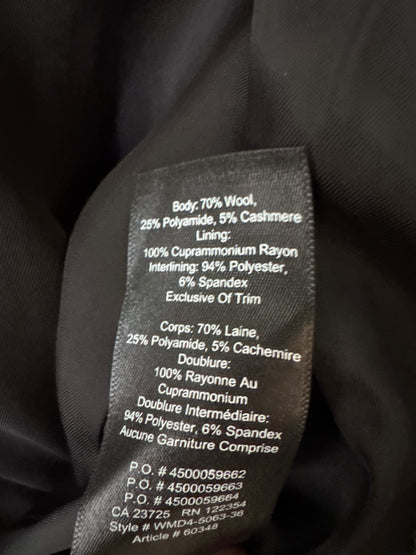 Body: 70% Wool,
25% Polyamide, 5% Cashmere
Lining:
100% Cuprammonium Rayon
Interlining: 94% Polyester,
6% Spandex
Exclusive Of Trim
Corps: 70% Laine,
25% Polyamide, 5% Cachemire
Doublure:
100% Rayonne Au
Cuprammonium
Doublure Intermédiaire:
94% Polyester, 6% Spandex
Aucune Garniture Comprise
P.O. # 4500059662
P.O. # 4500059663
P.O. # 4500059664
CA 23725 RN 122354
Style # WMD4-5063-36
Article # 60348